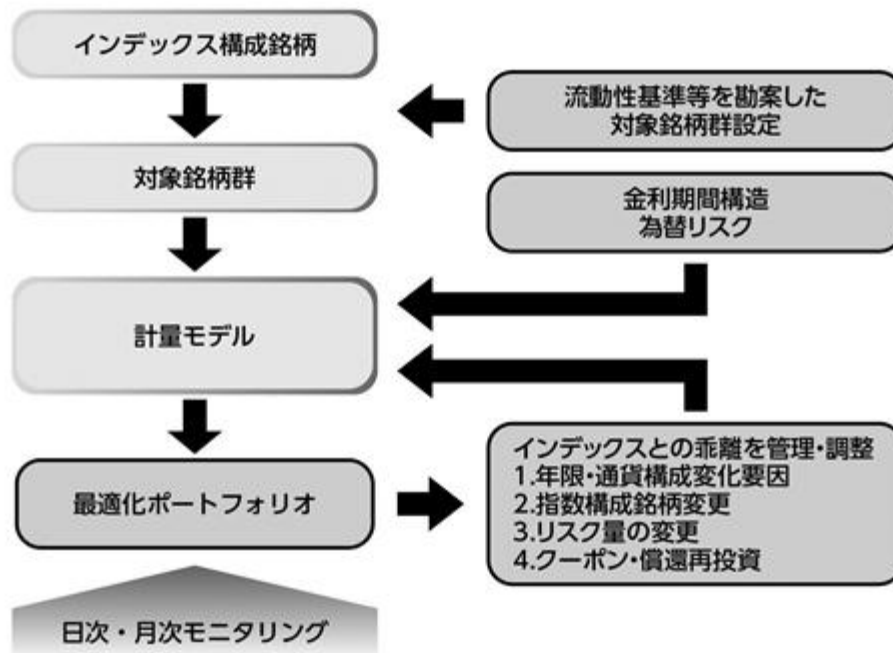 インデックス構成銘柄
流動性基準等を勘案した
対象銘柄群設定
対象銘柄群
金利期間構造
為替リスク
計量モデル
最適化ポートフォリオ
インデックスとの乖離を管理・調整
1.年限・通貨構成変化要因
2.指数構成銘柄変更
3.リスク量の変更
4.クーポン・償還再投資
日次・月次モニタリング